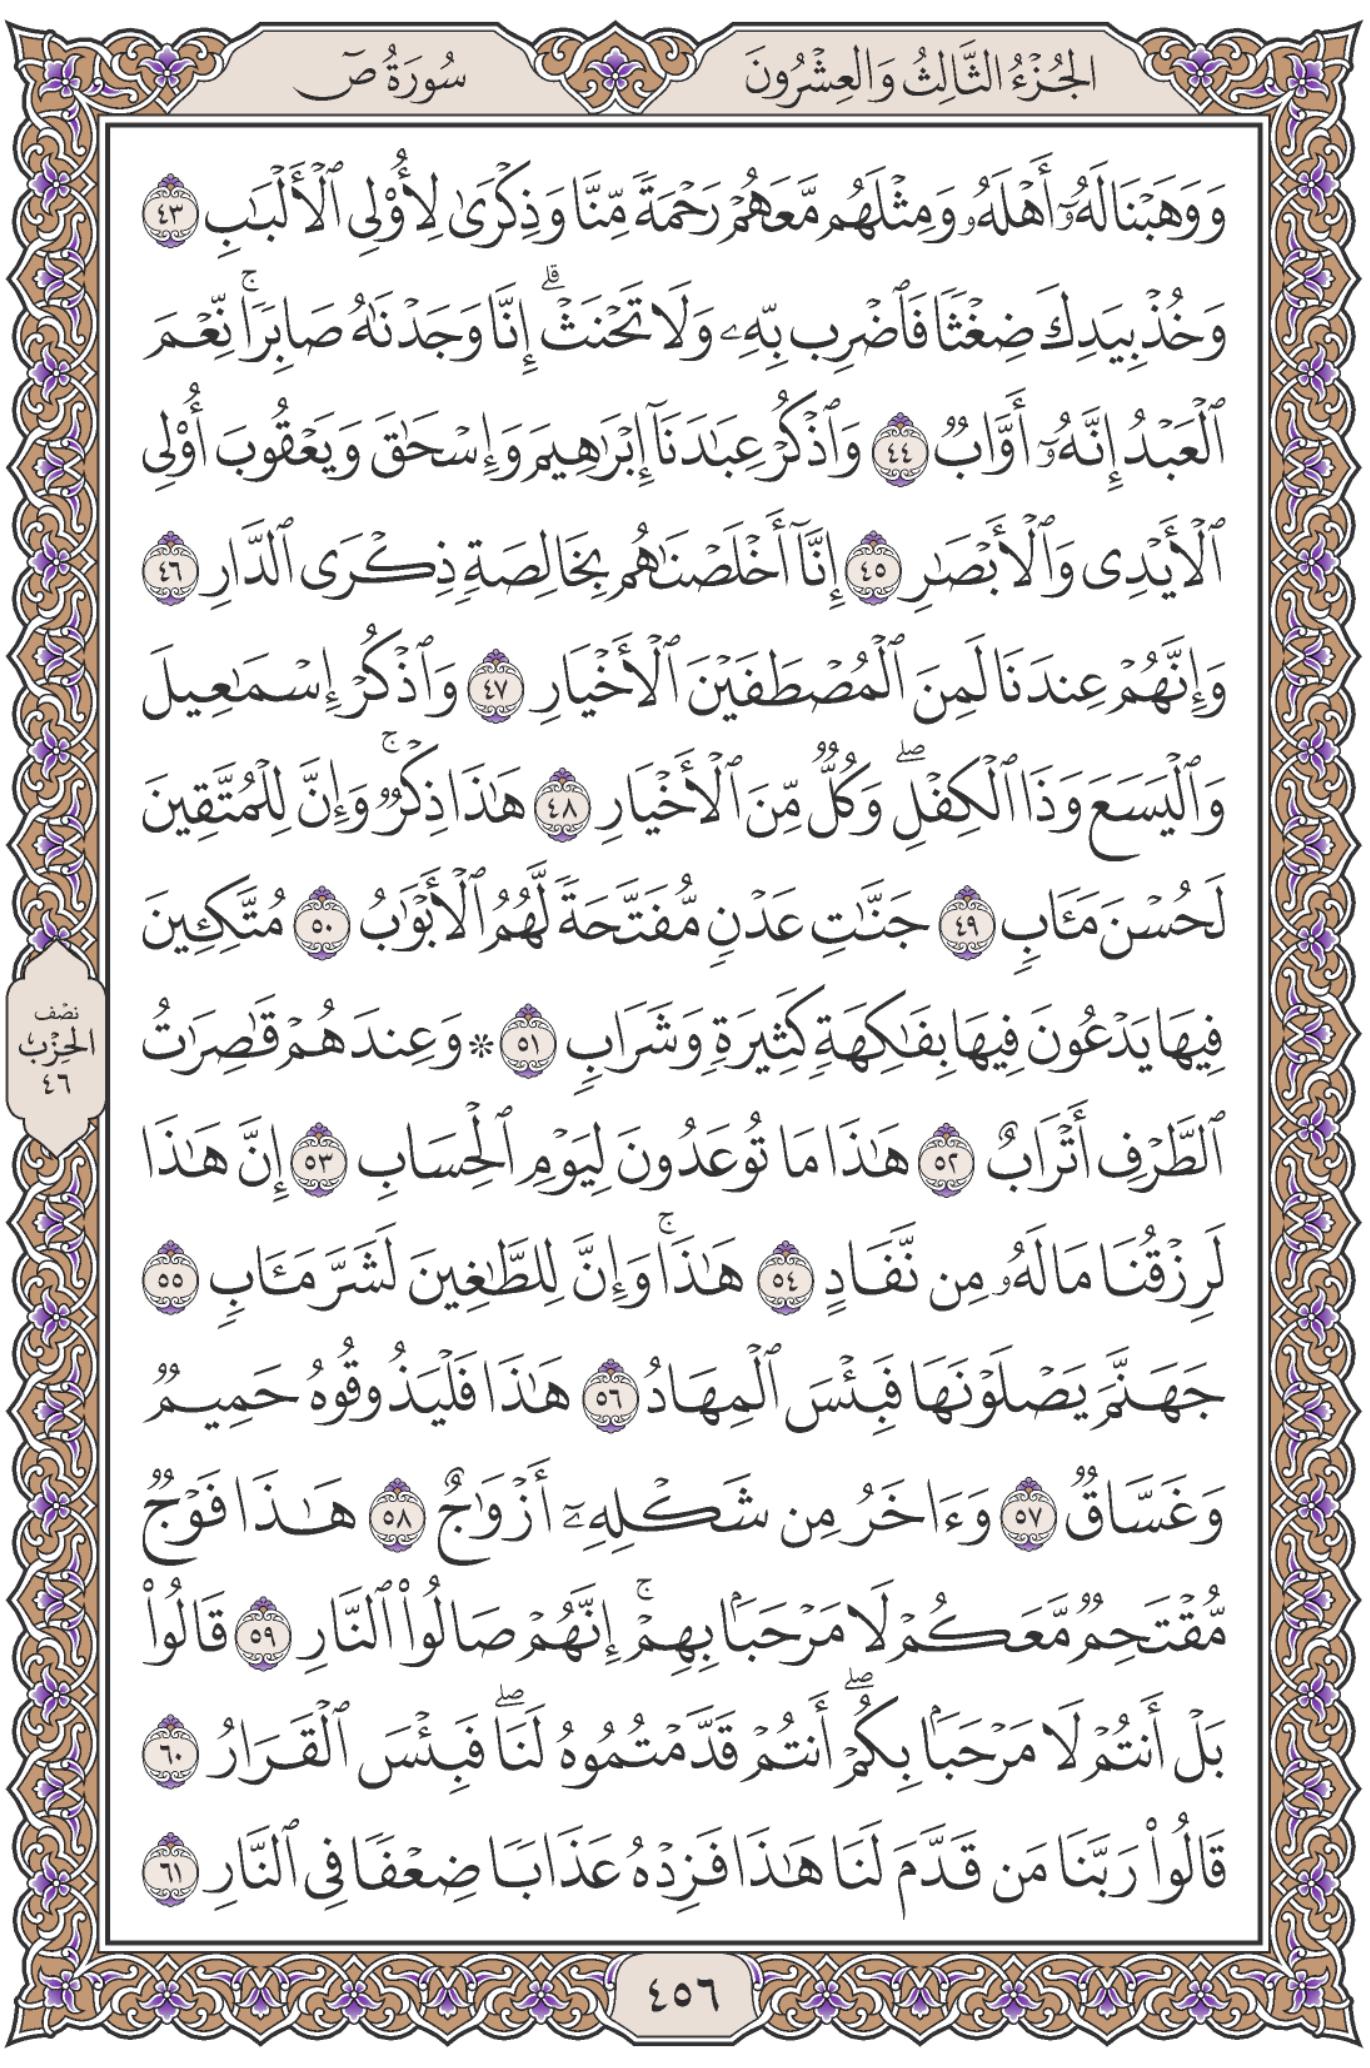 الجُزْءُ الثَّالِثُ وَالعِشْرُونَ
سُورَةُ صٓ
وَوَهَبْنَا لَهُۥٓ أَهْلَهُۥ وَمِثْلَهُم مَّعَهُمْ رَحْمَةً مِّنَّا وَذِكْرَىٰ لِأُو۟لِى ٱلْأَلْبَـٰبِ ٤٣
وَخُذْ بِيَدِكَ ضِغْثًا فَٱضْرِب بِّهِۦ وَلَا تَحْنَثْ ۗ إِنَّا وَجَدْنَـٰهُ صَابِرًا ۚ نِّعْمَ
ٱلْعَبْدُ إِنَّهُۥٓ أَوَّابٌ ٤٤ وَٱذْكُرْ عِبَـٰدَنَآ إِبْرَٰهِيمَ وَإِسْحَـٰقَ وَيَعْقُوبَ أُو۟لِى
ٱلْأَيْدِى وَٱلْأَبْصَـٰرِ ٤٥ إِنَّآ أَخْلَصْنَـٰهُم بِخَالِصَةٍ ذِكْرَى ٱلدَّارِ ٤٦
وَإِنَّهُمْ عِندَنَا لَمِنَ ٱلْمُصْطَفَيْنَ ٱلْأَخْيَارِ ٤٧ وَٱذْكُرْ إِسْمَـٰعِيلَ
وَٱلْيَسَعَ وَذَا ٱلْكِفْلِ ۖ وَكُلٌّ مِّنَ ٱلْأَخْيَارِ ٤٨ هَـٰذَا ذِكْرٌ ۚ وَإِنَّ لِلْمُتَّقِينَ
لَحُسْنَ مَـَٔابٍ ٤٩ جَنَّـٰتِ عَدْنٍ مُّفَتَّحَةً لَّهُمُ ٱلْأَبْوَٰبُ ٥٠ مُتَّكِـِٔينَ
فِيهَا يَدْعُونَ فِيهَا بِفَـٰكِهَةٍ كَثِيرَةٍ وَشَرَابٍ ٥١ ۞ وَعِندَهُمْ قَـٰصِرَٰتُ
نصْف
الحِزْب
٤٦
ٱلطَّرْفِ أَتْرَابٌ ٥٢ هَـٰذَا مَا تُوعَدُونَ لِيَوْمِ ٱلْحِسَابِ ٥٣ إِنَّ هَـٰذَا
لَرِزْقُنَا مَا لَهُۥ مِن نَّفَادٍ ٥٤ هَـٰذَا ۚ وَإِنَّ لِلطَّـٰغِينَ لَشَرَّ مَـَٔابٍ ٥٥
جَهَنَّمَ يَصْلَوْنَهَا فَبِئْسَ ٱلْمِهَادُ ٥٦ هَـٰذَا فَلْيَذُوقُوهُ حَمِيمٌ
وَغَسَّاقٌ ٥٧ وَءَاخَرُ مِن شَكْلِهِۦٓ أَزْوَٰجٌ ٥٨ هَـٰذَا فَوْجٌ
مُّقْتَحِمٌ مَّعَكُمْ لَا مَرْحَبًۢا بِهِمْ ۚ إِنَّهُمْ صَالُوا۟ ٱلنَّارِ ٥٩ قَالُوا۟
بَلْ أَنتُمْ لَا مَرْحَبًۢا بِكُمْ ۖ أَنتُمْ قَدَّمْتُمُوهُ لَنَا ۖ فَبِئْسَ ٱلْقَرَارُ ٦٠
قَالُوا۟ رَبَّنَا مَن قَدَّمَ لَنَا هَـٰذَا فَزِدْهُ عَذَابًا ضِعْفًا فِى ٱلنَّارِ ٦١
٤٥٦